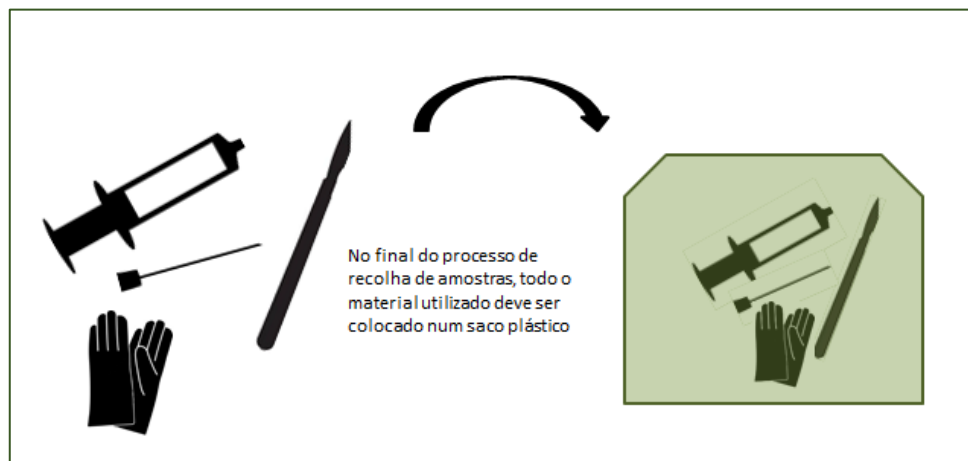 No final do processo de
recolha de amostras, todo o
material utilizado deve ser
colocado num saco plástico